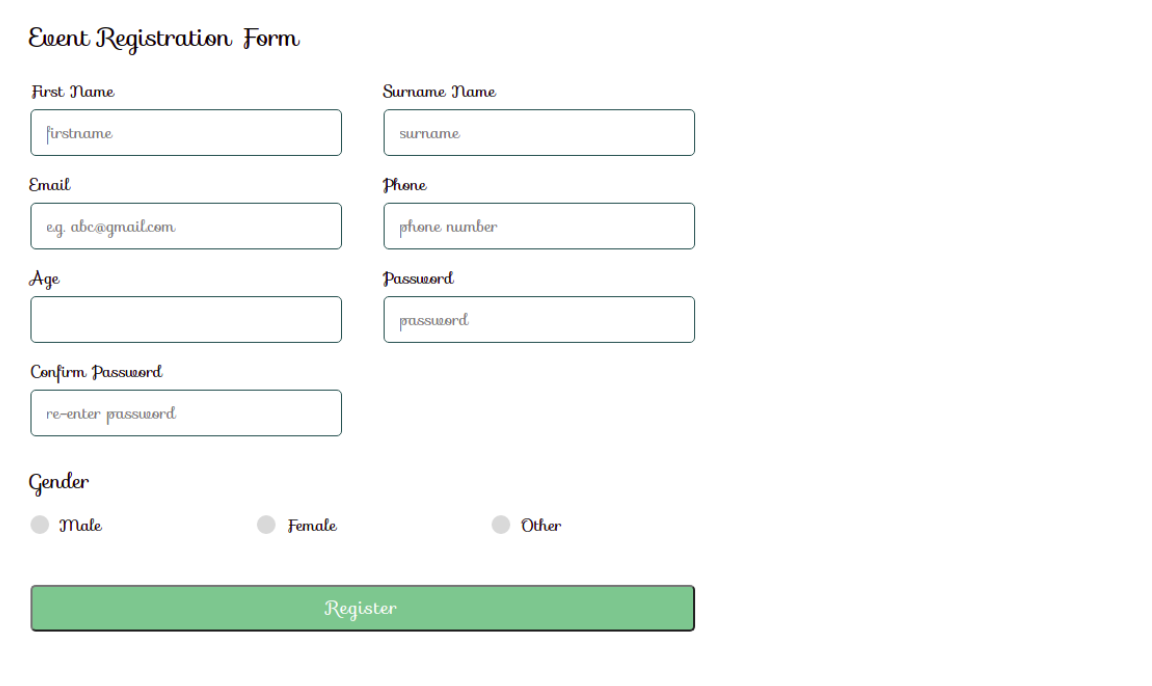 Event Registration Form
First Name
Surname Name
firstname
surname
Email
Phone
e.g. abc@gmail.com
phone number
Age
Password
password
Confirm Password
re-enter password
Gender
Male
Female
Other
Register